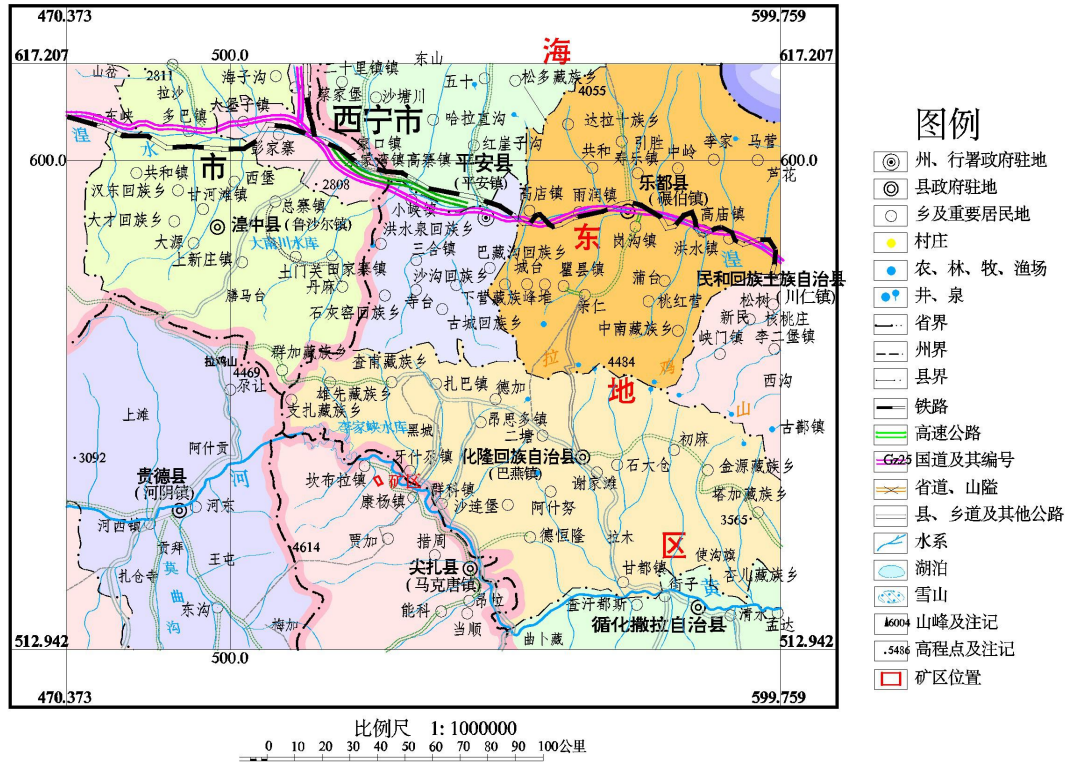 470.373
599.759
617.207
500.0
海
617.207
东山
山岔
2811
拉沙
海子沟
二十里镇镇
蔡家堡
沙塘川
五十
松多藏族乡
4055
大堡子镇
东峡
多巴镇
西宁市
哈拉直沟
达拉土族乡
湟
水
彭家寨
红崖子沟
引胜
李家
马营
600.0
市
高寨镇
平安县
共和
寿乐镇
中岭
600.0
共和镇
西堡
2808
(平安镇)
乐都县
芦花
汉东回族乡
甘河滩镇
高店镇
雨润镇
(碾伯镇)
大才回族乡
总寨镇
小峡镇
高庙镇
湟中县
(鲁沙尔镇)
洪水泉回族乡
东
岗沟镇
洪水镇
湟
大源
大南川水库
三合镇
巴藏沟回族乡
上新庄镇
土门关
田家寨镇
沙沟回族乡
城台
瞿昙镇
蒲台
民和回族土族自治县
丹麻
(川仁镇)
腾马台
寺台
下营藏族乡
峰堆
亲仁
桃红营
松树
石灰窑回族乡
古城回族乡
中南藏族乡
新民
核桃庄
峡门镇
李二堡镇
拉鸡山
群加藏族乡
查甫藏族乡
拉
4484
鸡
4469
尕让
雄先藏族乡
扎巴镇
德加
地
西沟
支扎藏族乡
山
上滩
李家峡水库
黑城
昂思多镇
二塘
初麻
古鄯镇
阿什贡
牙什尕镇
化隆回族自治县
石大仓
金源藏族乡
3092
贵德县
河
坎布拉镇
矿区
(巴燕镇)
谢家滩
(河阴镇)
河东
康杨镇
群科镇
沙连堡
阿什努
塔加藏族乡
河西镇
3565
贾加
措周
德恒隆
拉木
区
贡拜
王屯
4614
尖扎县
使沟旗
扎仓寺
莫
曲
沟
(马克唐镇)
甘都镇
街子
黄
杏儿藏族乡
东沟
能科
昂拉
查汗都斯
清水
孟达
梅加
当顺
循化撒拉自治县
曲卜藏
512.942
500.0
512.942
470.373
599.759
比例尺 1: 1000000
0 10 20 30 40 50 60 70 80 90 100公里
图例
州、行署政府驻地
县政府驻地
乡及重要居民地
村庄
农、林、牧、渔场
井、泉
省界
州界
县界
铁路
高速公路
Gz25 国道及其编号
省道、山隘
县、乡道及其他公路
水系
湖泊
雪山
6004 山峰及注记
.5486 高程点及注记
矿区位置